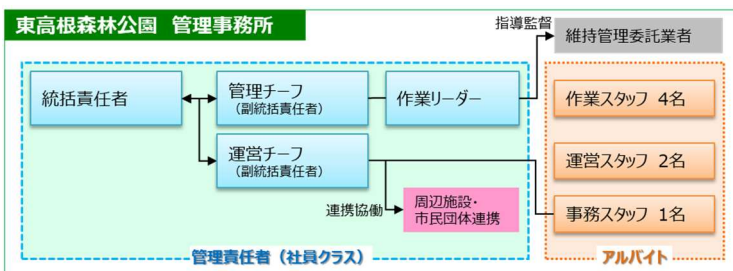 東高根森林公園 管理事務所
指導監督
維持管理委託業者
統括責任者
管理チーフ
(副統括責任者)
作業リーダー
作業スタッフ 4名
運営チーフ
(副統括責任者)
運営スタッフ 2名
連携協働
周辺施設・
市民団体連携
事務スタッフ 1名
管理責任者(社員クラス)
アルバイト